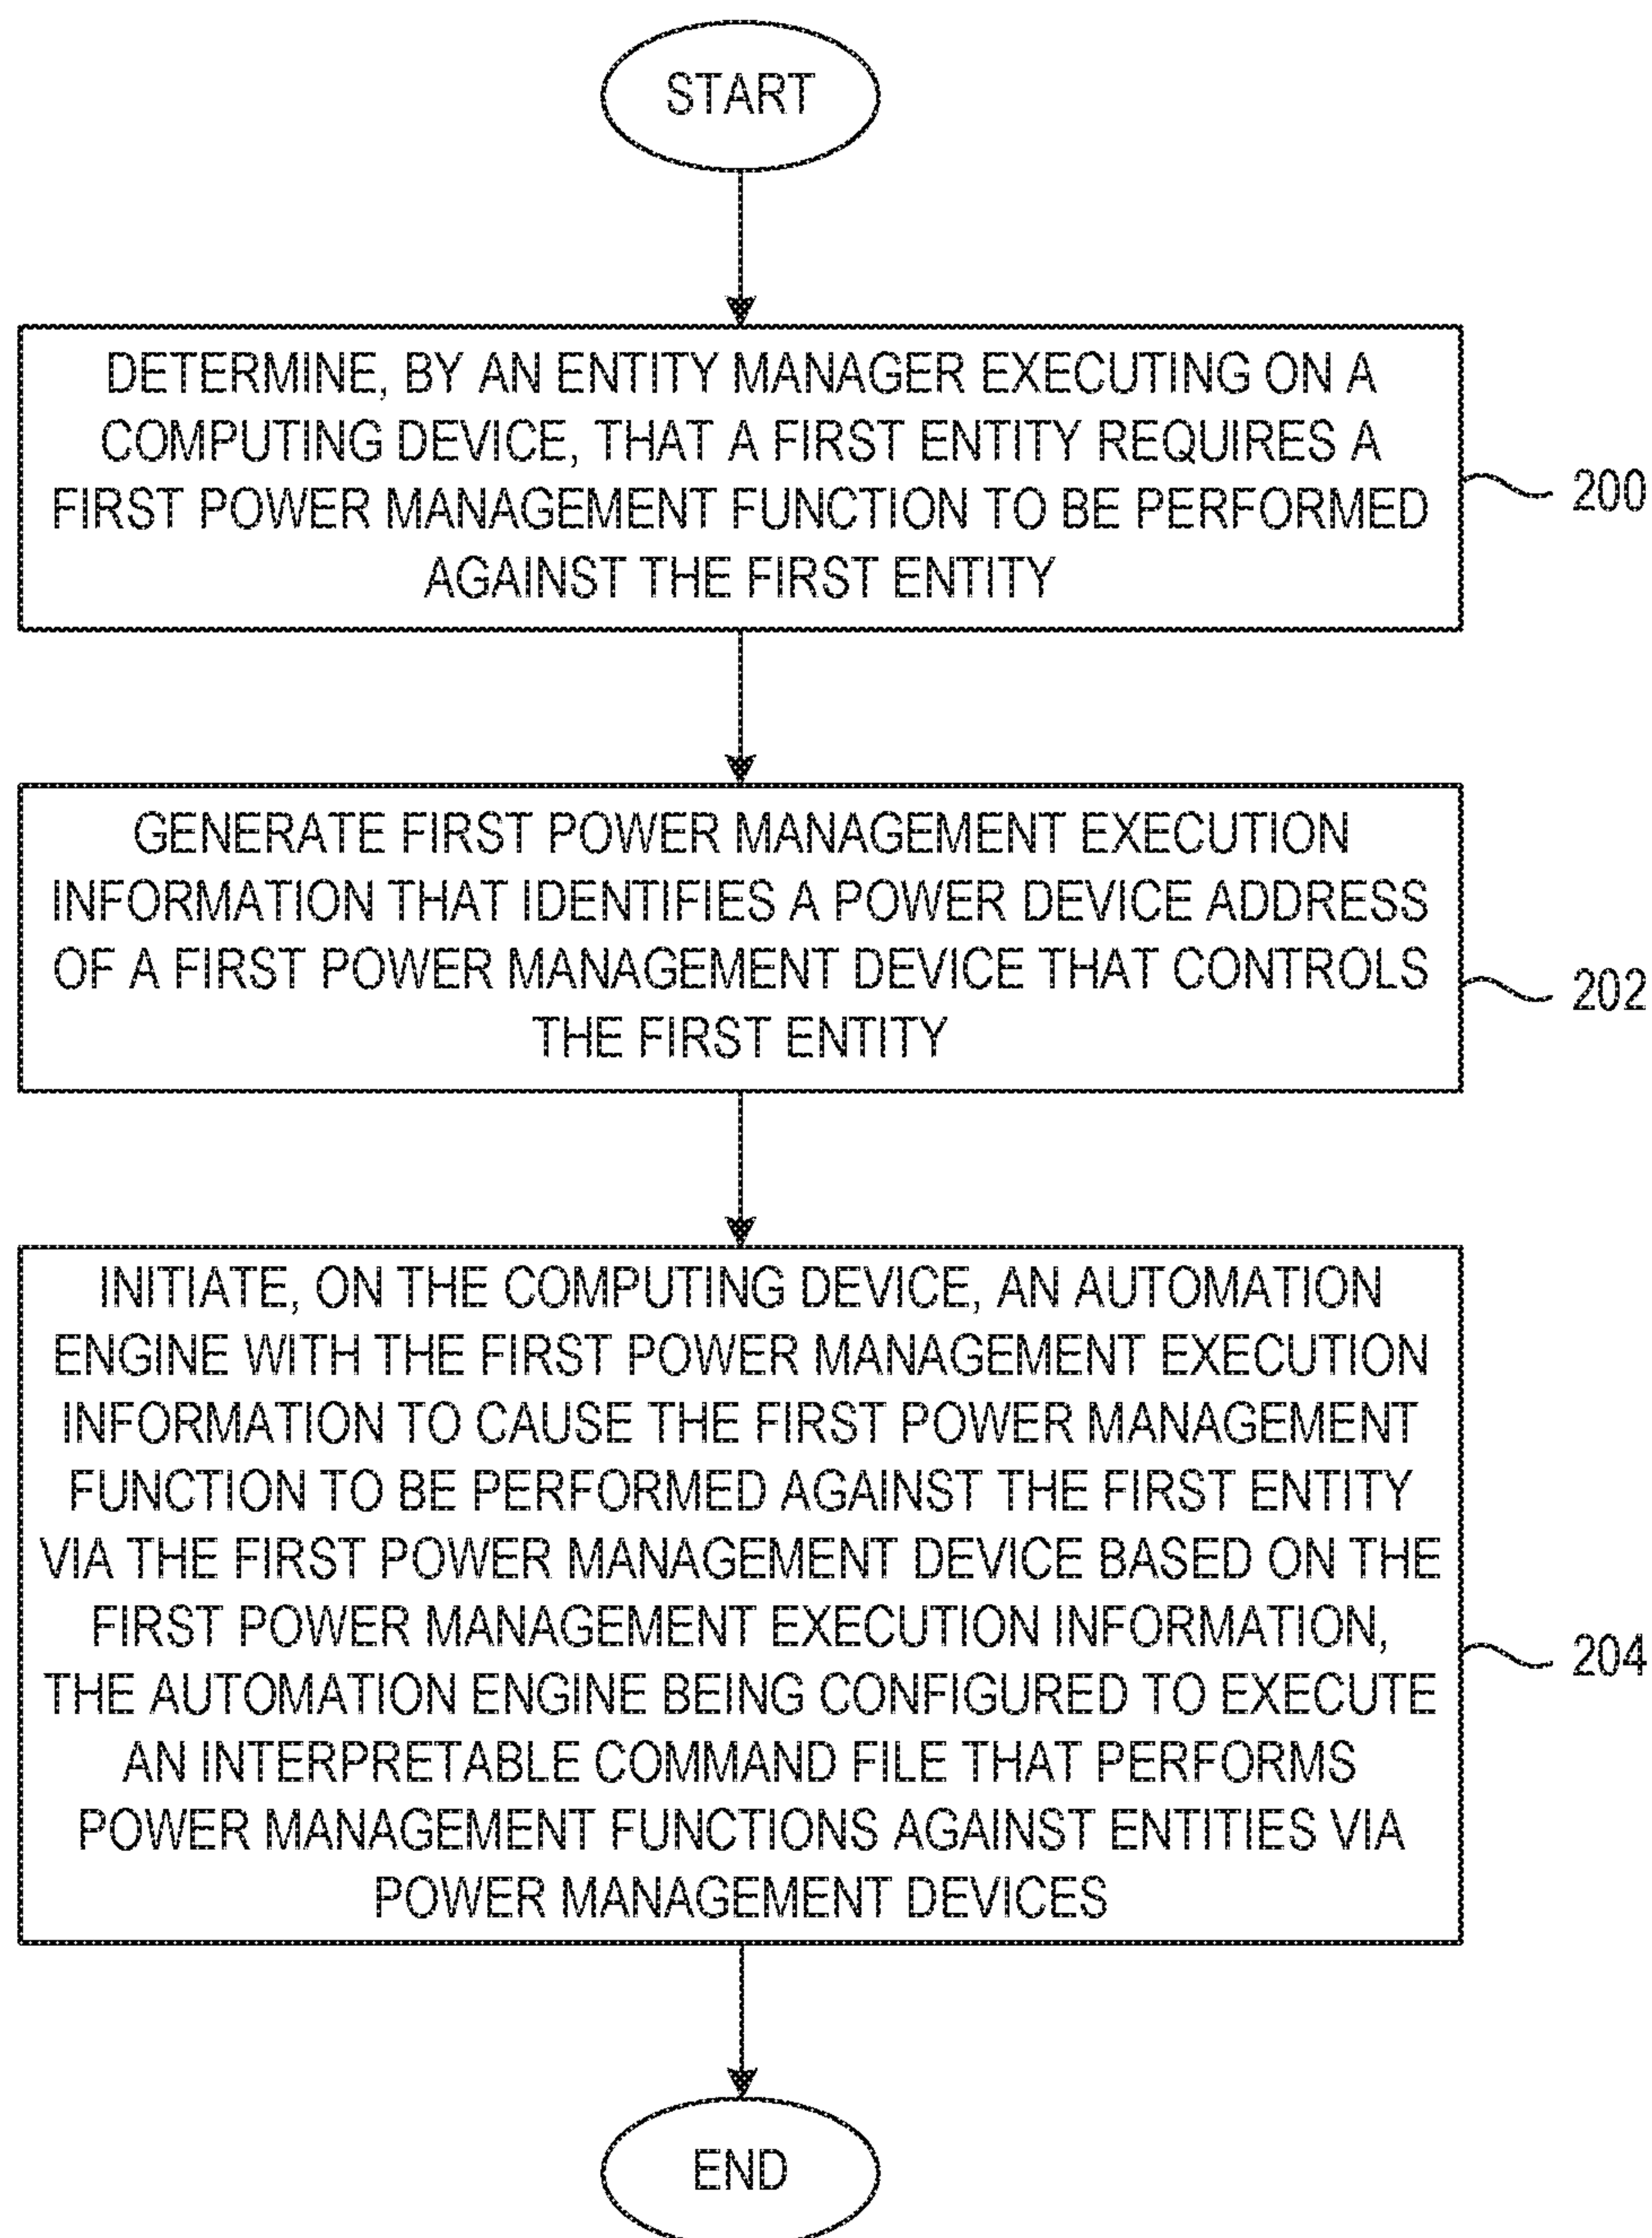 START
DETERMINE, BY AN ENTITY MANAGER EXECUTING ON A
COMPUTING DEVICE, THAT A FIRST ENTITY REQUIRES A
FIRST POWER MANAGEMENT FUNCTION TO BE PERFORMED
AGAINST THE FIRST ENTITY
200
GENERATE FIRST POWER MANAGEMENT EXECUTION
INFORMATION THAT IDENTIFIES A POWER DEVICE ADDRESS
OF A FIRST POWER MANAGEMENT DEVICE THAT CONTROLS
THE FIRST ENTITY
202
INITIATE, ON THE COMPUTING DEVICE, AN AUTOMATION
ENGINE WITH THE FIRST POWER MANAGEMENT EXECUTION
INFORMATION TO CAUSE THE FIRST POWER MANAGEMENT
FUNCTION TO BE PERFORMED AGAINST THE FIRST ENTITY
VIA THE FIRST POWER MANAGEMENT DEVICE BASED ON THE
FIRST POWER MANAGEMENT EXECUTION INFORMATION,
THE AUTOMATION ENGINE BEING CONFIGURED TO EXECUTE
AN INTERPRETABLE COMMAND FILE THAT PERFORMS
POWER MANAGEMENT FUNCTIONS AGAINST ENTITIES VIA
POWER MANAGEMENT DEVICES
204
END